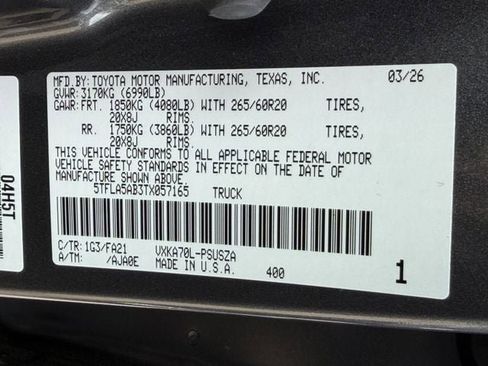 MFD.BY:TOYOTA MOTOR MANUFACTURING, TEXAS, INC. 03/26
GVWR:3170KG (6990LB)
GAWR:FRT. 1850KG (4080LB) WITH 265/60R20 TIRES,
20X8J RIMS.
RR. 1750KG (3860LB) WITH 265/60R20 TIRES,
20X8J RIMS.
THIS VEHICLE CONFORMS TO ALL APPLICABLE FEDERAL MOTOR
VEHICLE SAFETY STANDARDS IN EFFECT ON THE DATE OF
MANUFACTURE SHOWN ABOVE.
5TFLA5AB3TX057165 TRUCK
C/TR:1G3/FA21 VXKA70L-PSUSZA
A/TM: /AJA0E MADE IN U.S.A. 400
1
04H5T